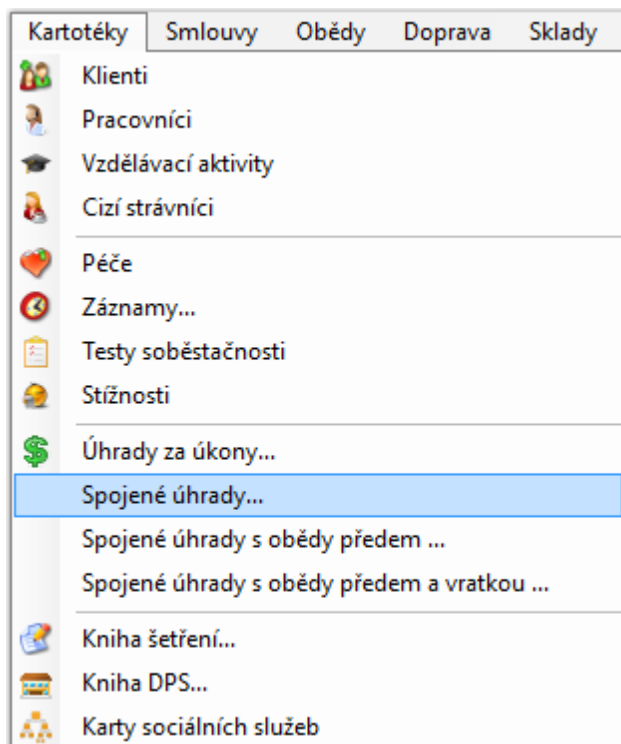 Kartotéky Smlouvy Obědy Doprava Sklady
Klienti
Pracovníci
Vzdělávací aktivity
Cizí strávníci
Péče
Záznamy...
Testy soběstačnosti
Stížnosti
Úhrady za úkony...
Spojené úhrady...
Spojené úhrady s obědy předem ...
Spojené úhrady s obědy předem a vratkou ...
Kniha šetření...
Kniha DPS...
Karty sociálních služeb